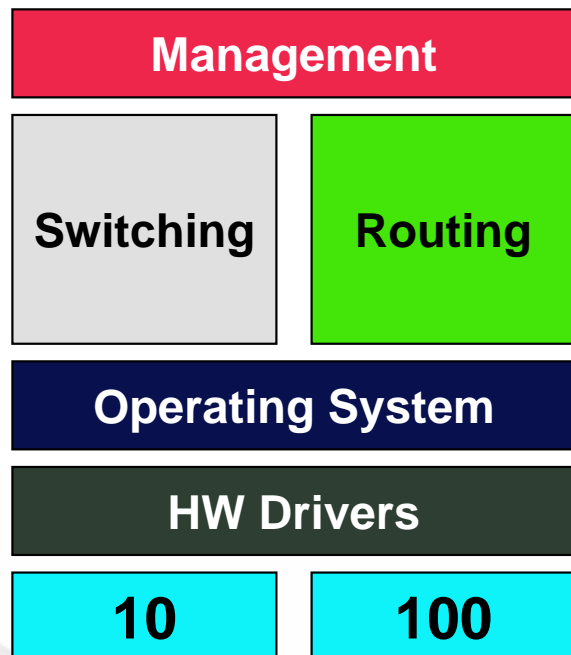 Management
Switching
Routing
Operating System
HW Drivers
10
100